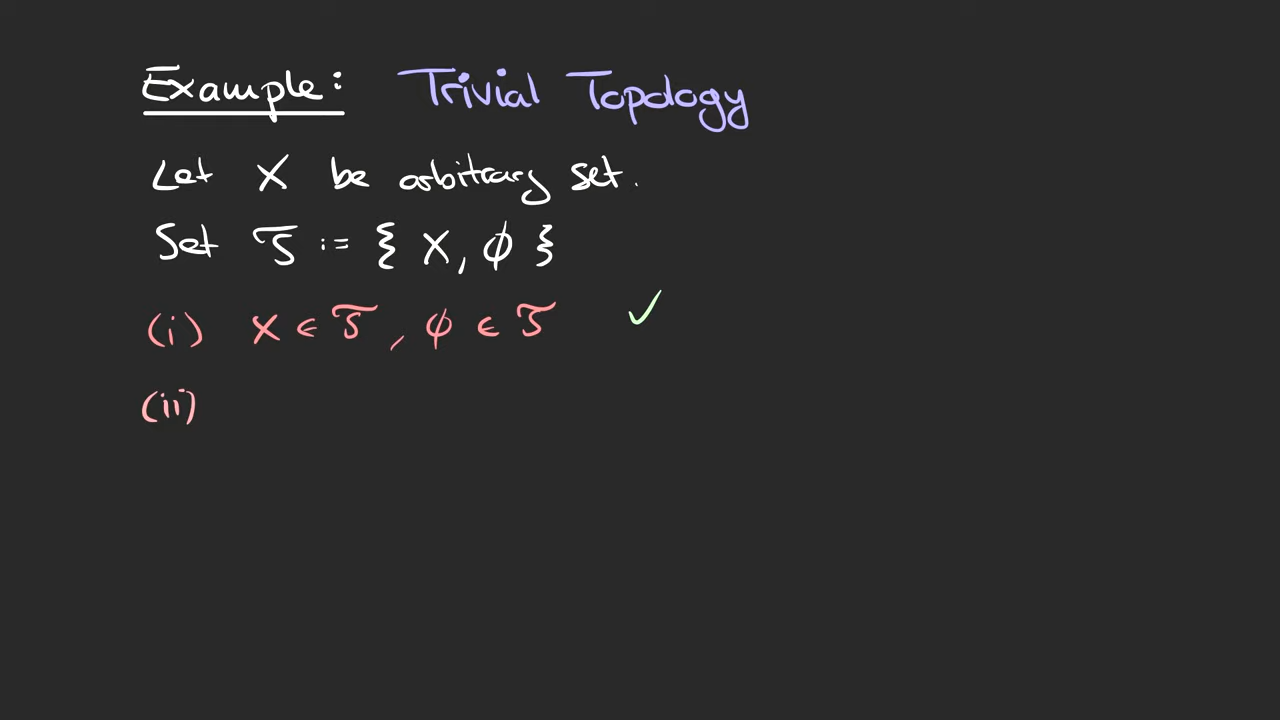 Example: Trivial Topology
Let X be arbitrary set.
Set 𝒯 := { X, ϕ }
(i) X ∈ 𝒯, ϕ ∈ 𝒯 ✓
(ii)